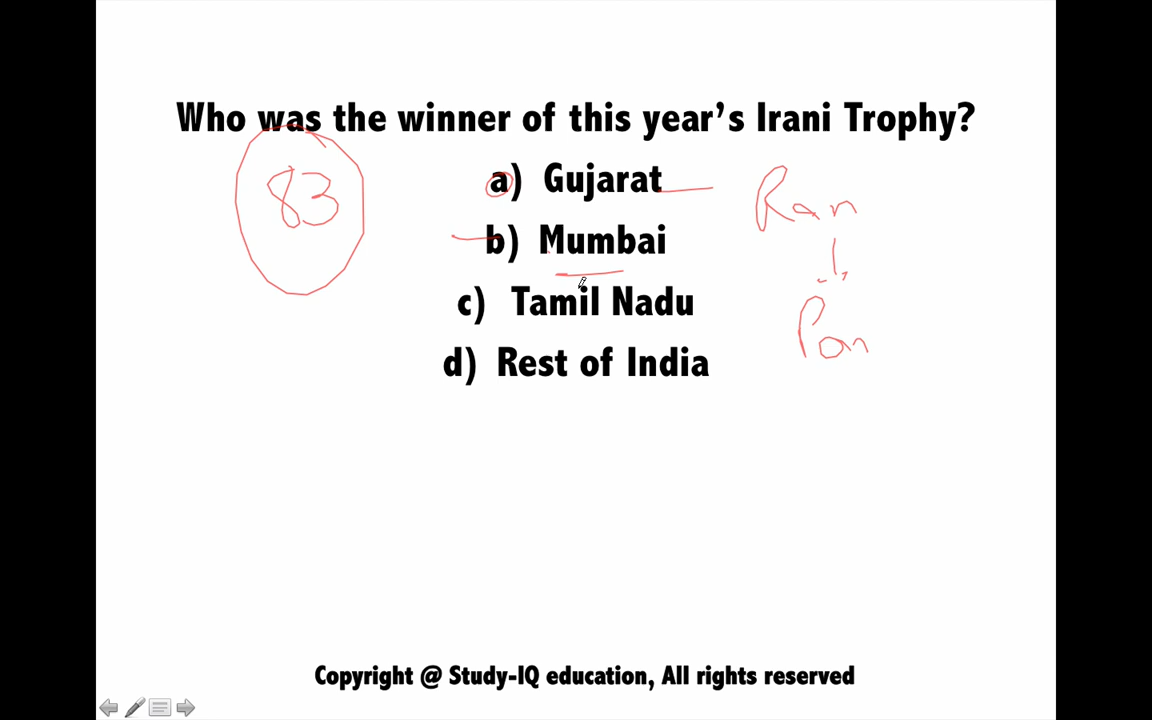 Who was the winner of this year's Irani Trophy?
83
a) Gujarat
Ran
b) Mumbai
c) Tamil Nadu
Pan
d) Rest of India
Copyright @ Study-IQ education, All rights reserved